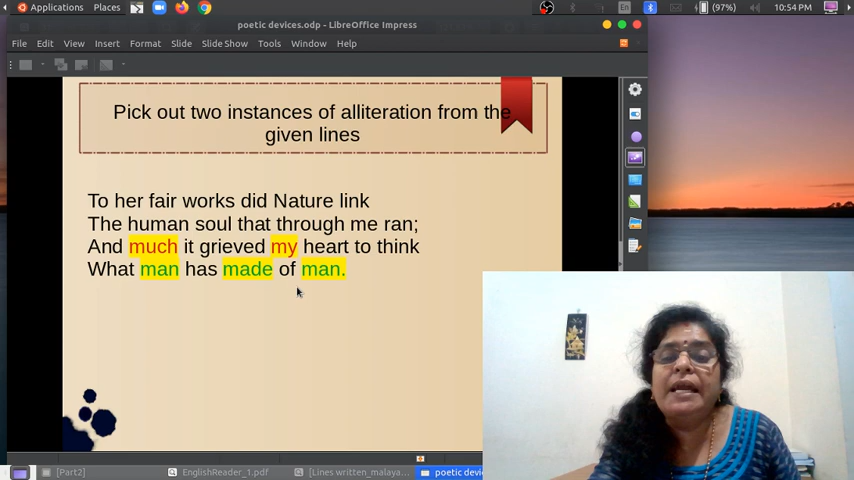 Applications Places En (97%) 10:54 PM
poetic devices.odp - LibreOffice Impress
File Edit View Insert Format Slide Slide Show Tools Window Help
Pick out two instances of alliteration from the
given lines
To her fair works did Nature link
The human soul that through me ran;
And much it grieved my heart to think
What man has made of man.
[Part2] EnglishReader_1.pdf [Lines written_malaya... poetic devi